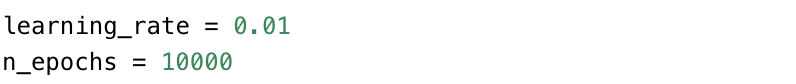 learning_rate = 0.01
n_epochs = 10000